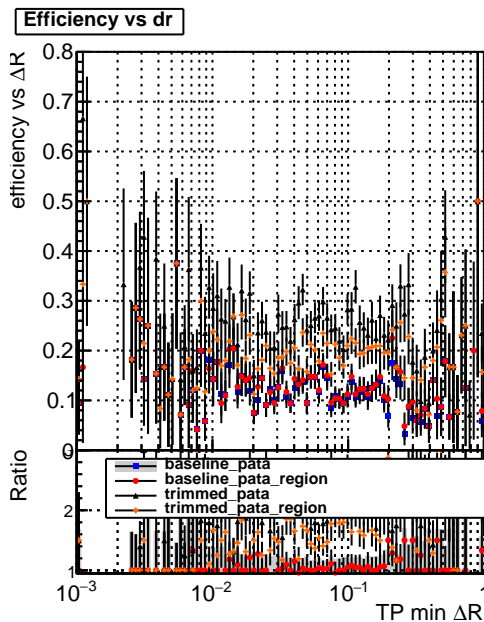 Efficiency vs dr
efficiency vs ΔR
0.8
0.7
0.6
0.5
0.4
0.3
0.2
0.1
0
Ratio
baseline_pata
baseline_pata_region
trimmed_pata
trimmed_pata_region
2
1
10⁻³
10⁻²
10⁻¹
1
TP min ΔR